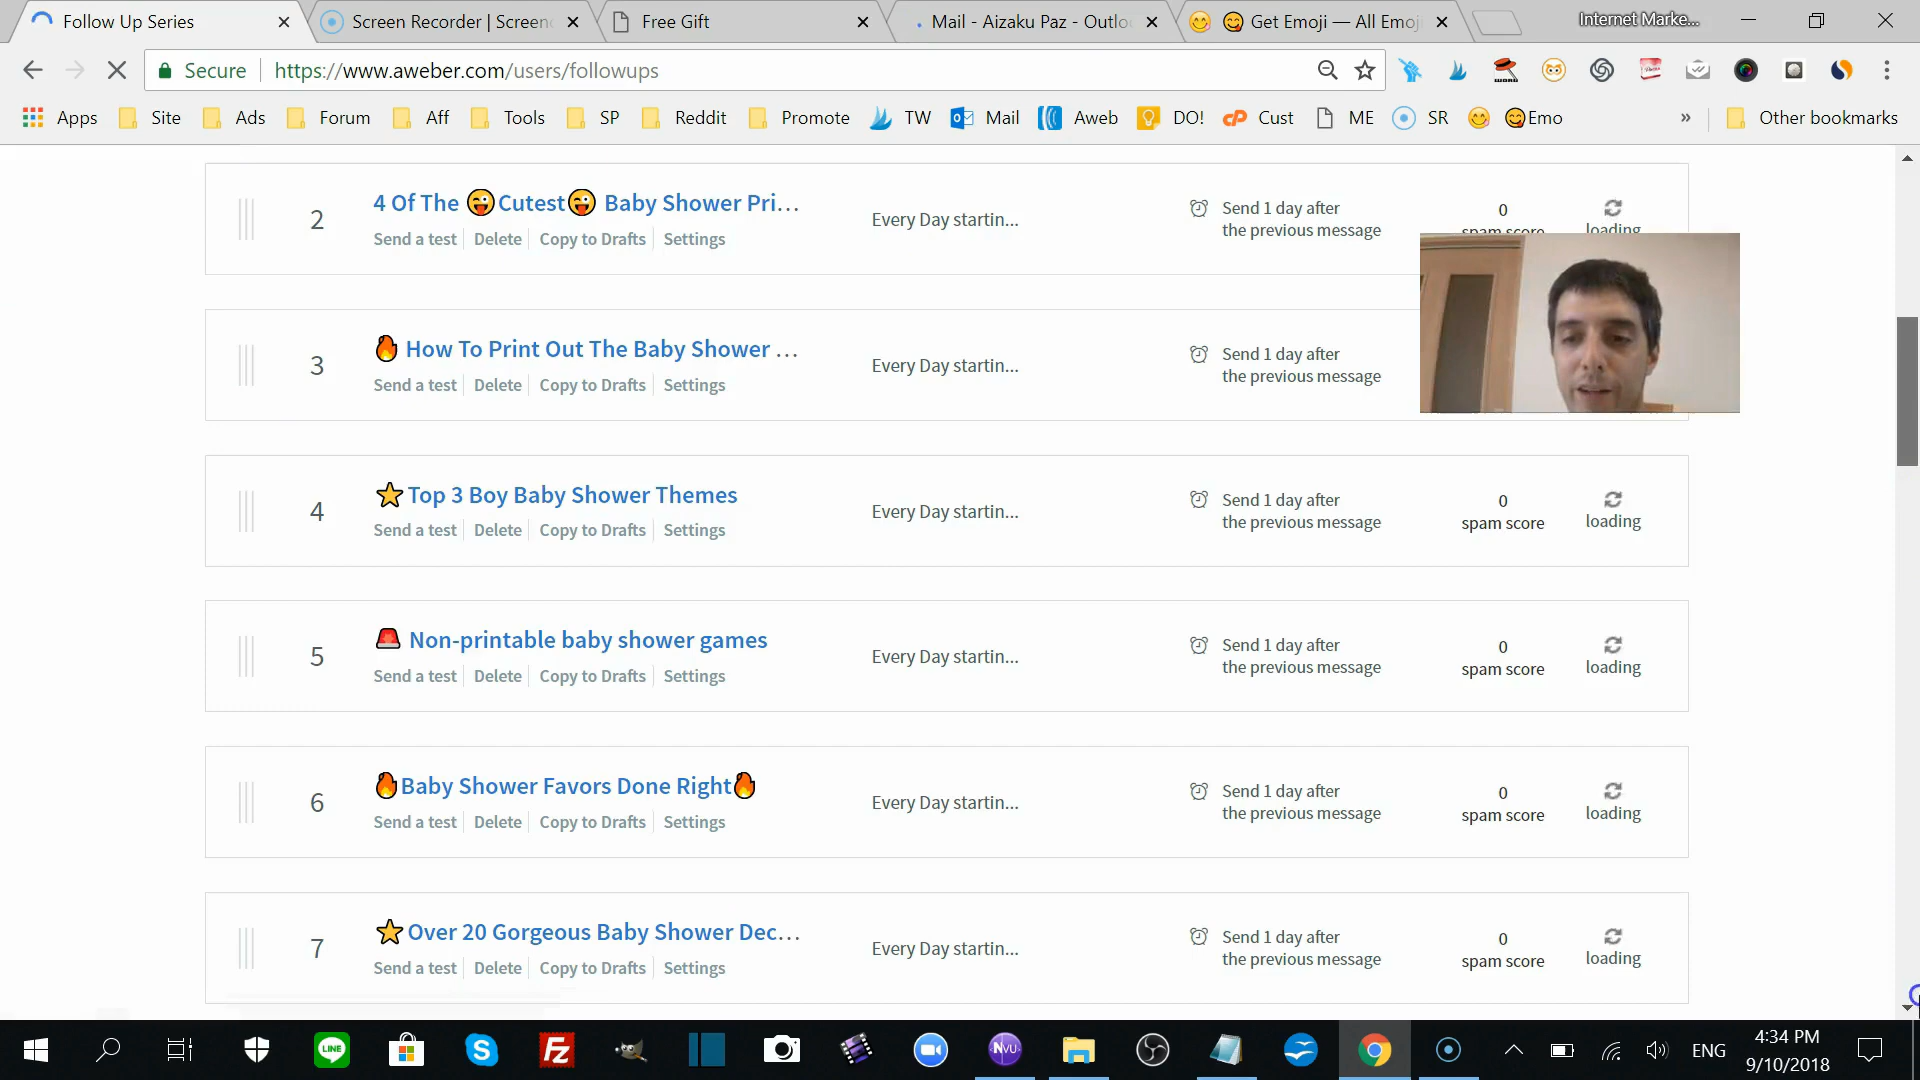 Follow Up Series
Screen Recorder | Screenc
Free Gift
Mail - Aizaku Paz - Outlo
😋 Get Emoji — All Emoj
Internet Marke...
Secure
https://www.aweber.com/users/followups
Apps
Site
Ads
Forum
Aff
Tools
SP
Reddit
Promote
TW
Mail
Aweb
DO!
Cust
ME
SR
😋Emo
»
Other bookmarks
2
4 Of The 😜Cutest😜 Baby Shower Pri...
Send a test
Delete
Copy to Drafts
Settings
Every Day startin...
Send 1 day after
the previous message
0
spam score
loading
3
🔥 How To Print Out The Baby Shower ...
Send a test
Delete
Copy to Drafts
Settings
Every Day startin...
Send 1 day after
the previous message
4
⭐Top 3 Boy Baby Shower Themes
Send a test
Delete
Copy to Drafts
Settings
Every Day startin...
Send 1 day after
the previous message
0
spam score
loading
5
🚨 Non-printable baby shower games
Send a test
Delete
Copy to Drafts
Settings
Every Day startin...
Send 1 day after
the previous message
0
spam score
loading
6
🔥Baby Shower Favors Done Right🔥
Send a test
Delete
Copy to Drafts
Settings
Every Day startin...
Send 1 day after
the previous message
0
spam score
loading
7
⭐Over 20 Gorgeous Baby Shower Dec...
Send a test
Delete
Copy to Drafts
Settings
Every Day startin...
Send 1 day after
the previous message
0
spam score
loading
LINE
NVU
ENG
4:34 PM
9/10/2018